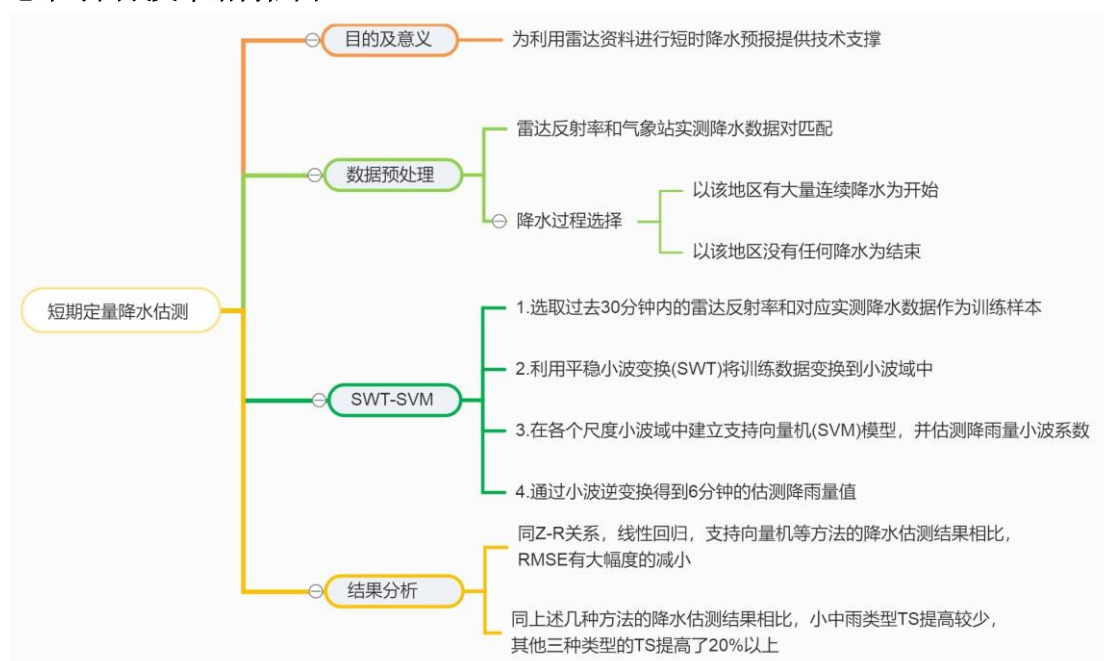 目的及意义
为利用雷达资料进行短时降水预报提供技术支撑
雷达反射率和气象站实测降水数据对匹配
数据预处理
以该地区有大量连续降水为开始
降水过程选择
以该地区没有任何降水为结束
短期定量降水估测
1.选取过去30分钟内的雷达反射率和对应实测降水数据作为训练样本
2.利用平稳小波变换(SWT)将训练数据变换到小波域中
SWT-SVM
3.在各个尺度小波域中建立支持向量机(SVM)模型，并估测降雨量小波系数
4.通过小波逆变换得到6分钟的估测降雨量值
同Z-R关系，线性回归，支持向量机等方法的降水估测结果相比，
RMSE有大幅度的减小
结果分析
同上述几种方法的降水估测结果相比，小中雨类型TS提高较少，
其他三种类型的TS提高了20%以上